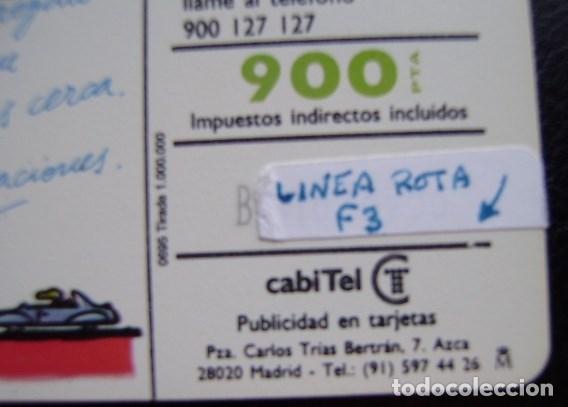 llame al teléfono
900 127 127
900 PTA
Impuestos indirectos incluidos
cerca.
0695 Tirada 1.000.000
B
LINEA ROTA
F3
cabiTel
Publicidad en tarjetas
Pza. Carlos Trías Bertrán, 7. Azca
28020 Madrid - Tel.: (91) 597 44 26
todocoleccion